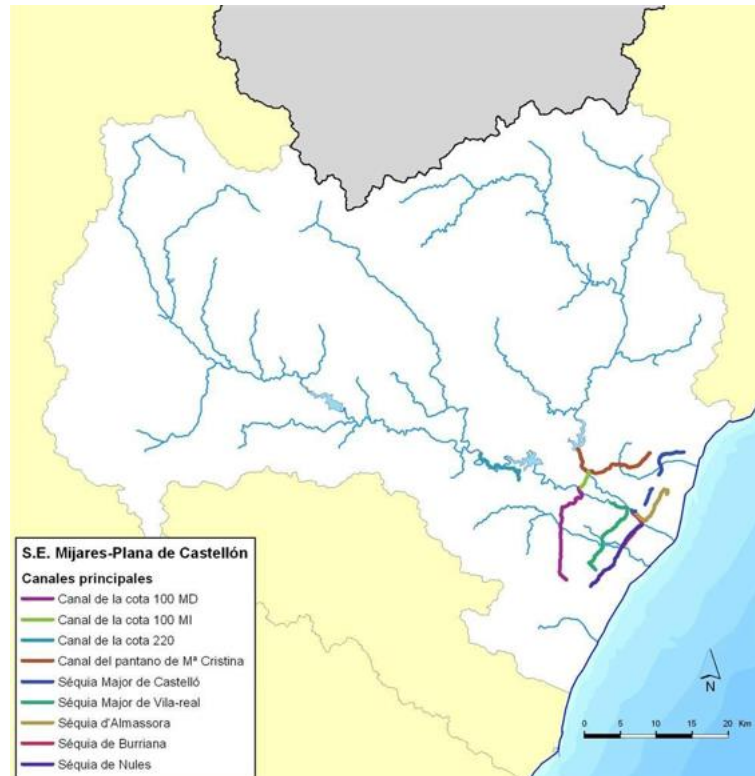 S.E. Mijares-Plana de Castellón
Canales principales
Canal de la cota 100 MD
Canal de la cota 100 MI
Canal de la cota 220
Canal del pantano de Mª Cristina
Séquia Major de Castelló
Séquia Major de Vila-real
Séquia d'Almassora
Séquia de Burriana
Séquia de Nules
N
0 5 10 15 20 Km